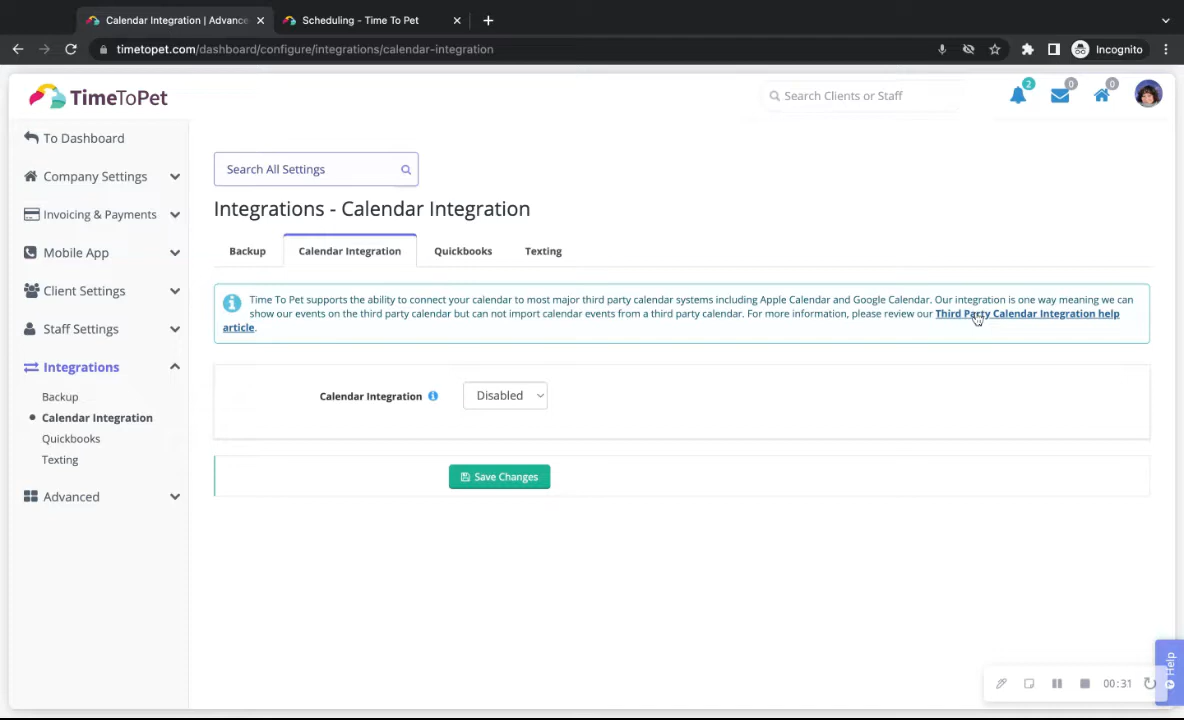 Calendar Integration | Advance
Scheduling - Time To Pet
timetopet.com/dashboard/configure/integrations/calendar-integration
Incognito
TimeToPet
Search Clients or Staff
2
0
0
To Dashboard
Company Settings
Invoicing & Payments
Mobile App
Client Settings
Staff Settings
Integrations
Backup
Calendar Integration
Quickbooks
Texting
Advanced
Search All Settings
Integrations - Calendar Integration
Backup
Calendar Integration
Quickbooks
Texting
Time To Pet supports the ability to connect your calendar to most major third party calendar systems including Apple Calendar and Google Calendar. Our integration is one way meaning we can
show our events on the third party calendar but can not import calendar events from a third party calendar. For more information, please review our Third Party Calendar Integration help
article.
Calendar Integration
Disabled
Save Changes
Help
00:31